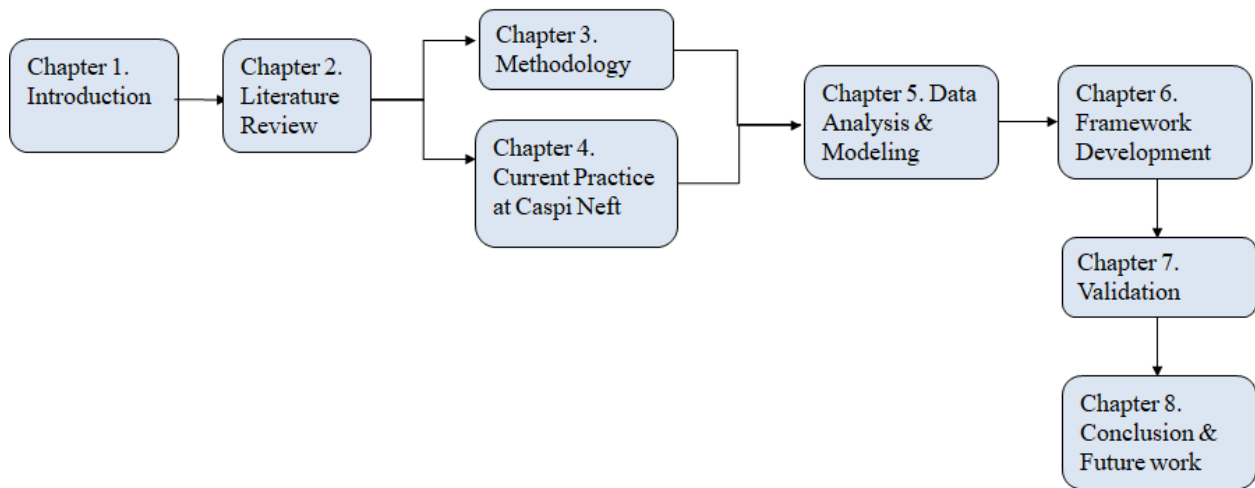 Chapter 1.
Introduction
Chapter 2.
Literature
Review
Chapter 3.
Methodology
Chapter 4.
Current Practice
at Caspi Neft
Chapter 5. Data
Analysis &
Modeling
Chapter 6.
Framework
Development
Chapter 7.
Validation
Chapter 8.
Conclusion &
Future work